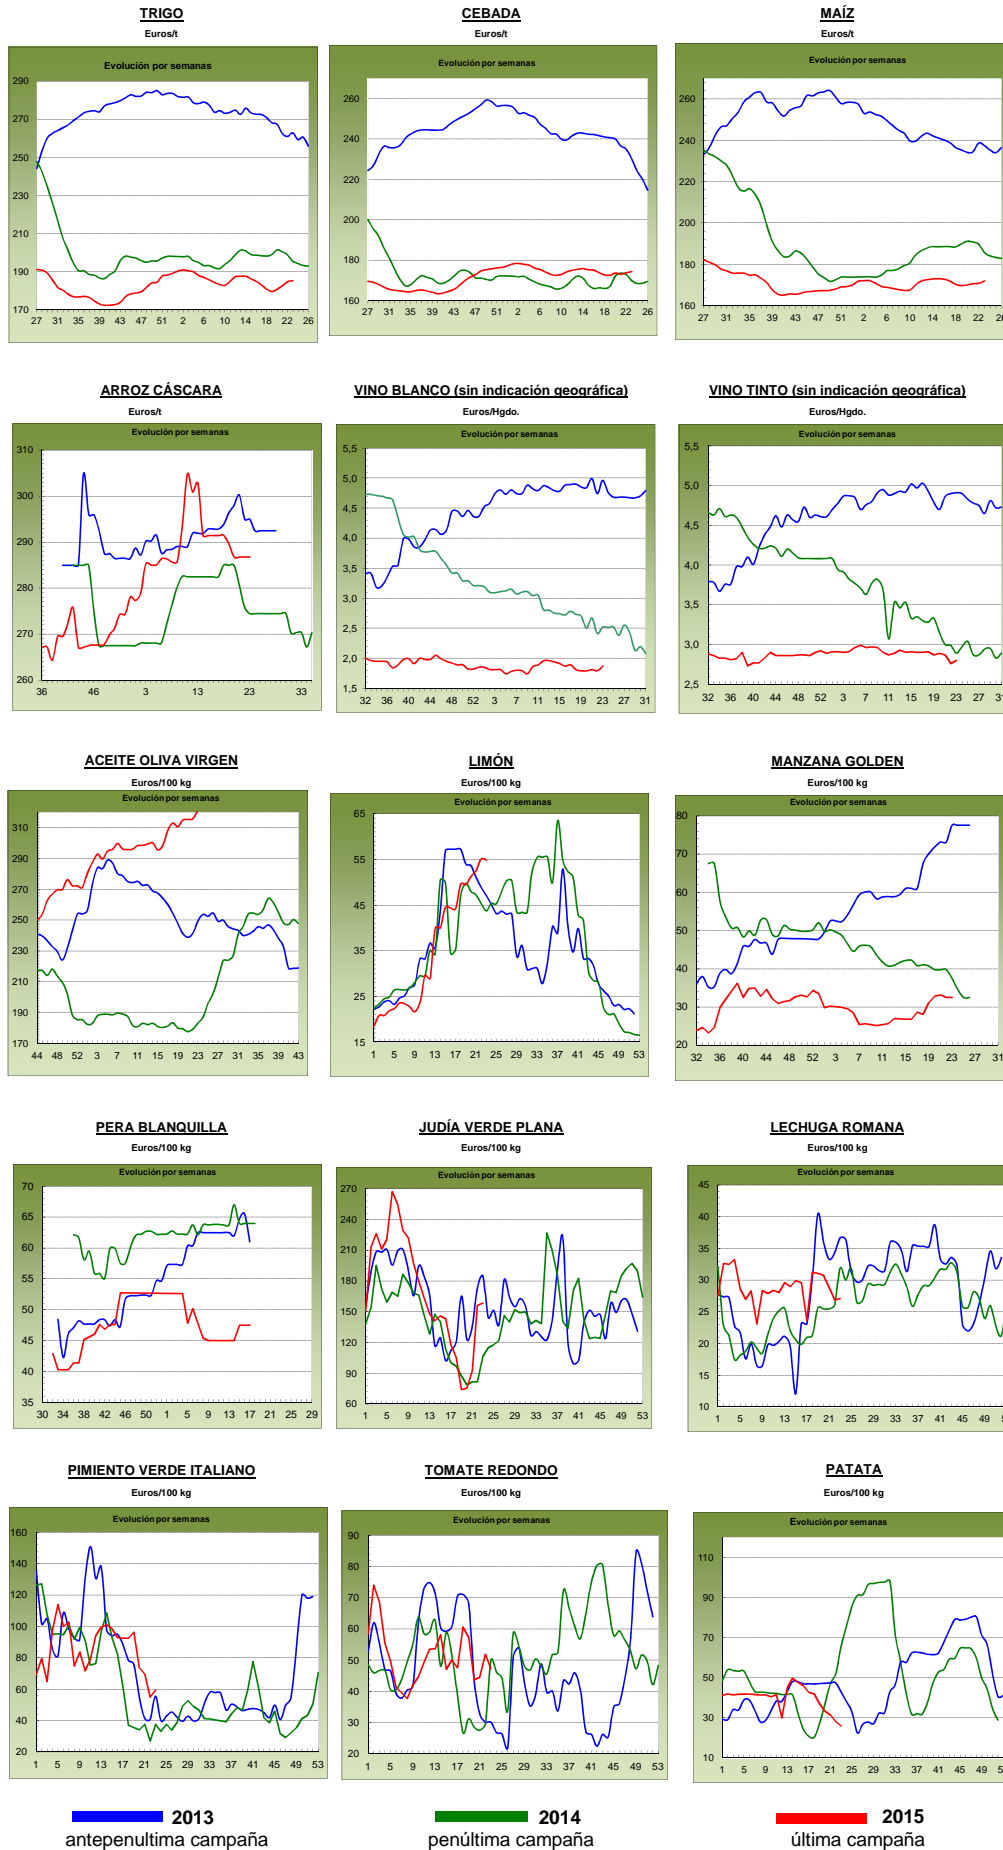 TRIGO
Euros/t
Evolución por semanas
290
270
250
230
210
190
170
27 31 35 39 43 47 51 2 6 10 14 18 22 26
CEBADA
Euros/t
Evolución por semanas
260
240
220
200
180
160
27 31 35 39 43 47 51 2 6 10 14 18 22 26
MAÍZ
Euros/t
Evolución por semanas
260
240
220
200
180
160
27 31 35 39 43 47 51 2 6 10 14 18 22 26
ARROZ CÁSCARA
Euros/t
Evolución por semanas
310
300
290
280
270
260
36 46 3 13 23 33
VINO BLANCO (sin indicación geográfica)
Euros/Hgdo.
Evolución por semanas
5,5
5,0
4,5
4,0
3,5
3,0
2,5
2,0
1,5
32 36 40 44 48 52 3 7 11 15 19 23 27 31
VINO TINTO (sin indicación geográfica)
Euros/Hgdo.
Evolución por semanas
5,5
5,0
4,5
4,0
3,5
3,0
2,5
32 36 40 44 48 52 3 7 11 15 19 23 27 31
ACEITE OLIVA VIRGEN
Euros/100 kg
Evolución por semanas
310
290
270
250
230
210
190
170
44 48 52 3 7 11 15 19 23 27 31 35 39 43
LIMÓN
Euros/100 kg
Evolución por semanas
65
55
45
35
25
15
1 5 9 13 17 21 25 29 33 37 41 45 49 53
MANZANA GOLDEN
Euros/100 kg
Evolución por semanas
80
70
60
50
40
30
20
32 36 40 44 48 52 3 7 11 15 19 23 27 31
PERA BLANQUILLA
Euros/100 kg
Evolución por semanas
70
65
60
55
50
45
40
35
30 34 38 42 46 50 1 5 9 13 17 21 25 29
JUDÍA VERDE PLANA
Euros/100 kg
Evolución por semanas
270
240
210
180
150
120
90
60
1 5 9 13 17 21 25 29 33 37 41 45 49 53
LECHUGA ROMANA
Euros/100 kg
Evolución por semanas
45
40
35
30
25
20
15
10
1 5 9 13 17 21 25 29 33 37 41 45 49
PIMIENTO VERDE ITALIANO
Euros/100 kg
Evolución por semanas
160
140
120
100
80
60
40
20
1 5 9 13 17 21 25 29 33 37 41 45 49 53
TOMATE REDONDO
Euros/100 kg
Evolución por semanas
90
80
70
60
50
40
30
20
1 5 9 13 17 21 25 29 33 37 41 45 49 53
PATATA
Euros/100 kg
Evolución por semanas
110
90
70
50
30
10
1 5 9 13 17 21 25 29 33 37 41 45 49
2013
antepenultima campaña
2014
penúltima campaña
2015
última campaña